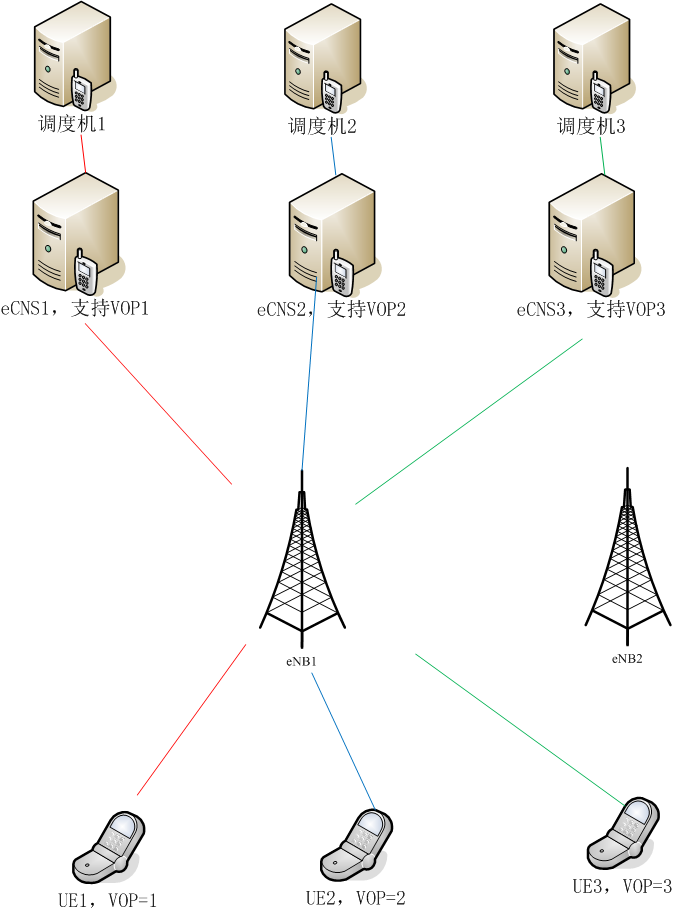 调度机1
调度机2
调度机3
eCNS1，支持VOP1
eCNS2，支持VOP2
eCNS3，支持VOP3
eNB1
eNB2
UE1，VOP=1
UE2，VOP=2
UE3，VOP=3